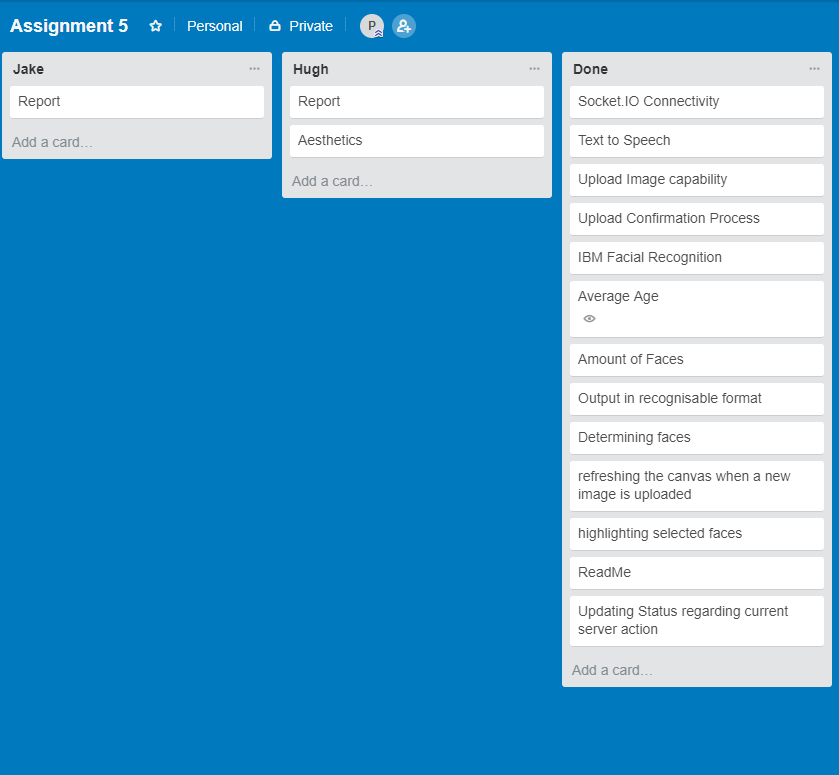 Assignment 5 Personal Private P
Jake
Report
Add a card…
Hugh
Report
Aesthetics
Add a card…
Done
Socket.IO Connectivity
Text to Speech
Upload Image capability
Upload Confirmation Process
IBM Facial Recognition
Average Age
Amount of Faces
Output in recognisable format
Determining faces
refreshing the canvas when a new
image is uploaded
highlighting selected faces
ReadMe
Updating Status regarding current
server action
Add a card…